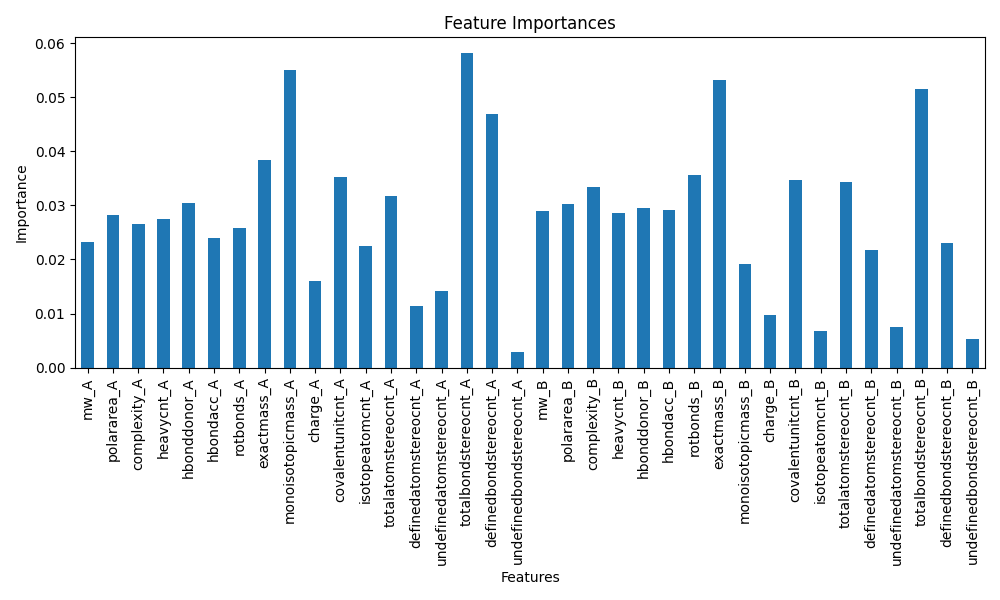 Feature Importances
0.06
0.05
0.04
0.03
0.02
0.01
0.00
Importance
mw_A
polararea_A
complexity_A
heavycnt_A
hbonddonor_A
hbondacc_A
rotbonds_A
exactmass_A
monoisotopicmass_A
charge_A
covalentunitcnt_A
isotopeatomcnt_A
totalatomstereocnt_A
definedatomstereocnt_A
undefinedatomstereocnt_A
totalbondstereocnt_A
definedbondstereocnt_A
undefinedbondstereocnt_A
mw_B
polararea_B
complexity_B
heavycnt_B
hbonddonor_B
hbondacc_B
rotbonds_B
exactmass_B
monoisotopicmass_B
charge_B
covalentunitcnt_B
isotopeatomcnt_B
totalatomstereocnt_B
definedatomstereocnt_B
undefinedatomstereocnt_B
totalbondstereocnt_B
definedbondstereocnt_B
undefinedbondstereocnt_B
Features